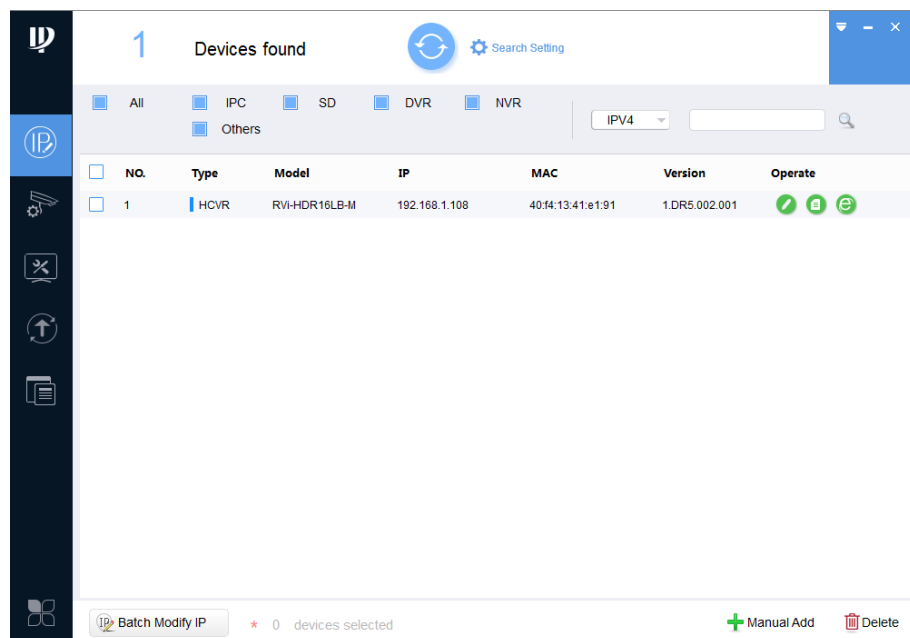 1 Devices found Search Setting
All IPC SD DVR NVR
Others
IPV4
IP
NO. Type Model IP MAC Version Operate
1 HCVR RVi-HDR16LB-M 192.168.1.108 40:f4:13:41:e1:91 1.DR5.002.001
IP Batch Modify IP * 0 devices selected Manual Add Delete